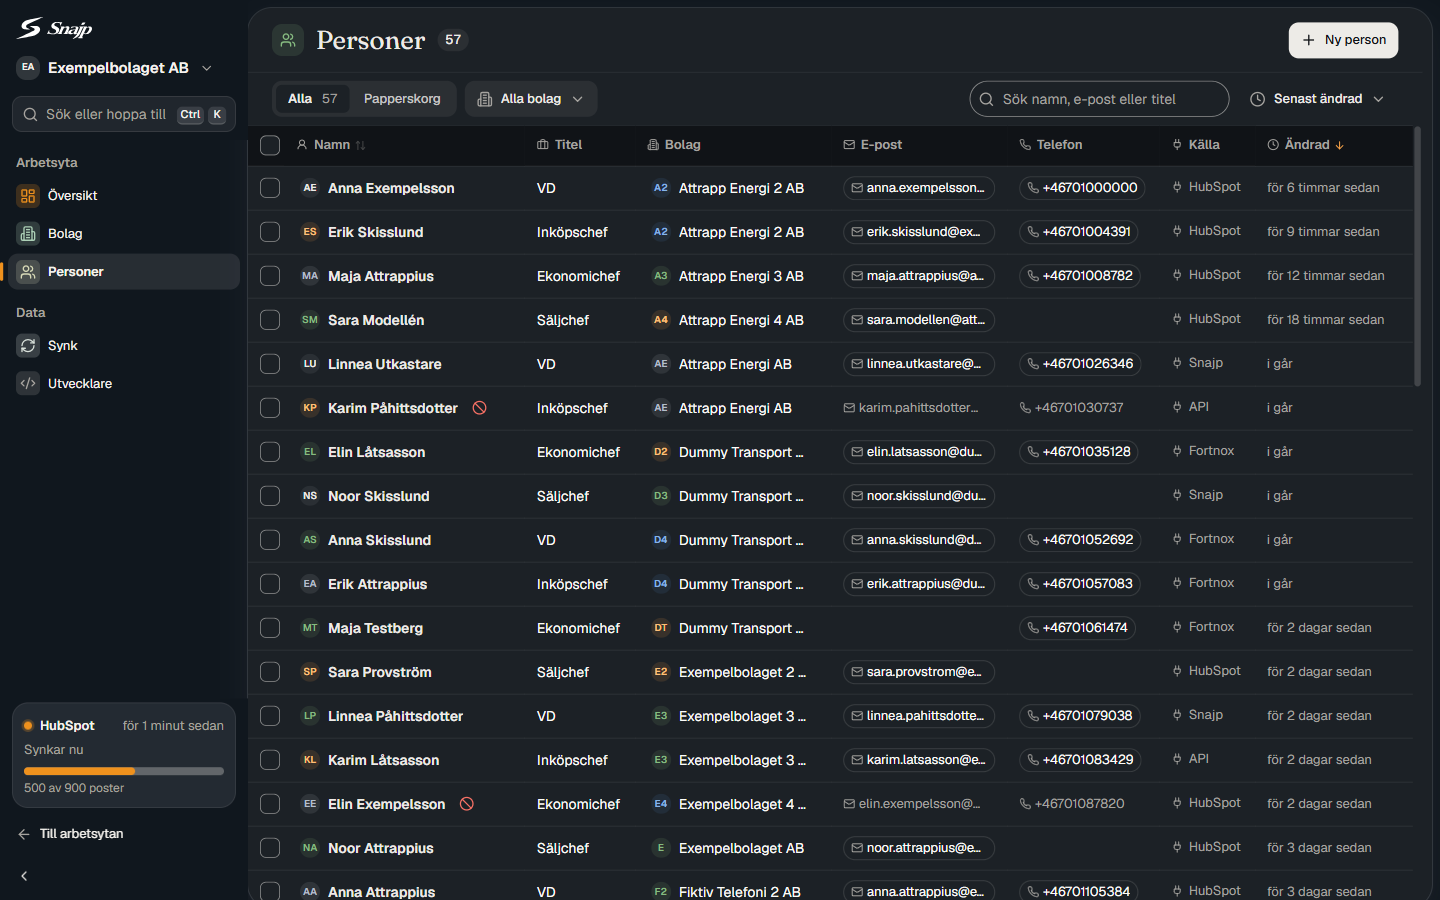 Snajp
EA Exempelbolaget AB
Sök eller hoppa till Ctrl K
Arbetsyta
Översikt
Bolag
Personer
Data
Synk
Utvecklare
HubSpot för 1 minut sedan
Synkar nu
500 av 900 poster
Till arbetsytan
Personer 57
Ny person
Alla 57 Papperskorg Alla bolag Sök namn, e-post eller titel Senast ändrad
Namn Titel Bolag E-post Telefon Källa Ändrad
AE Anna Exempelsson VD A2 Attrapp Energi 2 AB anna.exempelsson... +46701000000 HubSpot för 6 timmar sedan
ES Erik Skisslund Inköpschef A2 Attrapp Energi 2 AB erik.skisslund@ex... +46701004391 HubSpot för 9 timmar sedan
MA Maja Attrappius Ekonomichef A3 Attrapp Energi 3 AB maja.attrappius@a... +46701008782 HubSpot för 12 timmar sedan
SM Sara Modellén Säljchef A4 Attrapp Energi 4 AB sara.modellen@att... HubSpot för 18 timmar sedan
LU Linnea Utkastare VD AE Attrapp Energi AB linnea.utkastare@... +46701026346 Snajp i går
KP Karim Påhittsdotter Inköpschef AE Attrapp Energi AB karim.pahittsdotter... +46701030737 API i går
EL Elin Låtsasson Ekonomichef D2 Dummy Transport ... elin.latsasson@du... +46701035128 Fortnox i går
NS Noor Skisslund Säljchef D3 Dummy Transport ... noor.skisslund@du... Snajp i går
AS Anna Skisslund VD D4 Dummy Transport ... anna.skisslund@d... +46701052692 Fortnox i går
EA Erik Attrappius Inköpschef D4 Dummy Transport ... erik.attrappius@du... +46701057083 Fortnox i går
MT Maja Testberg Ekonomichef DT Dummy Transport ... +46701061474 Fortnox för 2 dagar sedan
SP Sara Provström Säljchef E2 Exempelbolaget 2 ... sara.provstrom@e... HubSpot för 2 dagar sedan
LP Linnea Påhittsdotter VD E3 Exempelbolaget 3 ... linnea.pahittsdotte... +46701079038 Snajp för 2 dagar sedan
KL Karim Låtsasson Inköpschef E3 Exempelbolaget 3 ... karim.latsasson@e... +46701083429 API för 2 dagar sedan
EE Elin Exempelsson Ekonomichef E4 Exempelbolaget 4 ... elin.exempelsson@... +46701087820 HubSpot för 2 dagar sedan
NA Noor Attrappius Säljchef E Exempelbolaget AB noor.attrappius@e... HubSpot för 3 dagar sedan
AA Anna Attrappius VD F2 Fiktiv Telefoni 2 AB anna.attrappius@e... +46701105384 HubSpot för 3 dagar sedan